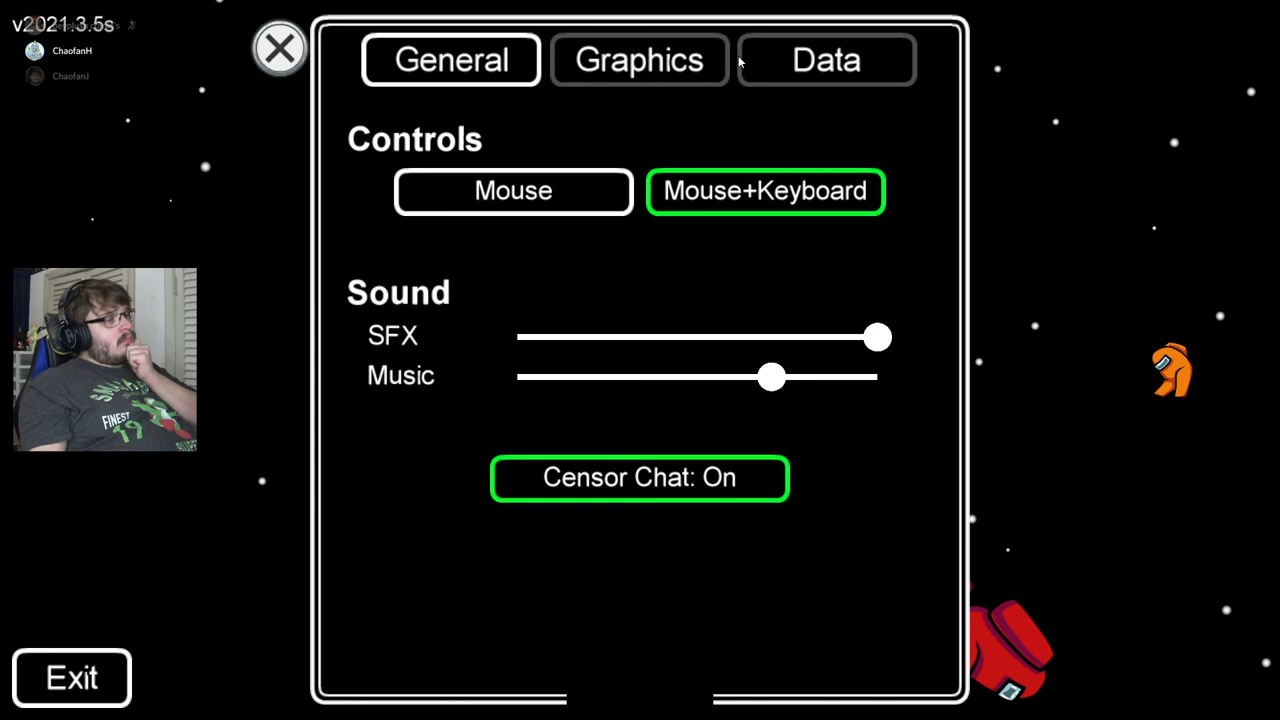 v2021.3.5s
ChaofanH
ChaofanJ
General
Graphics
Data
Controls
Mouse
Mouse+Keyboard
Sound
SFX
Music
Censor Chat: On
FINEST
19
Exit